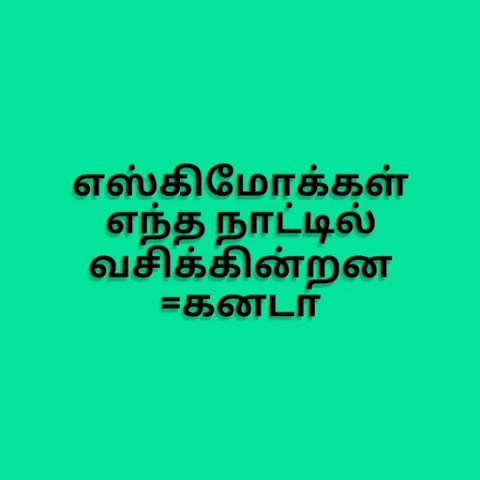 எஸ்கிமோக்கள்
எந்த நாட்டில்
வசிக்கின்றன
=கனடா